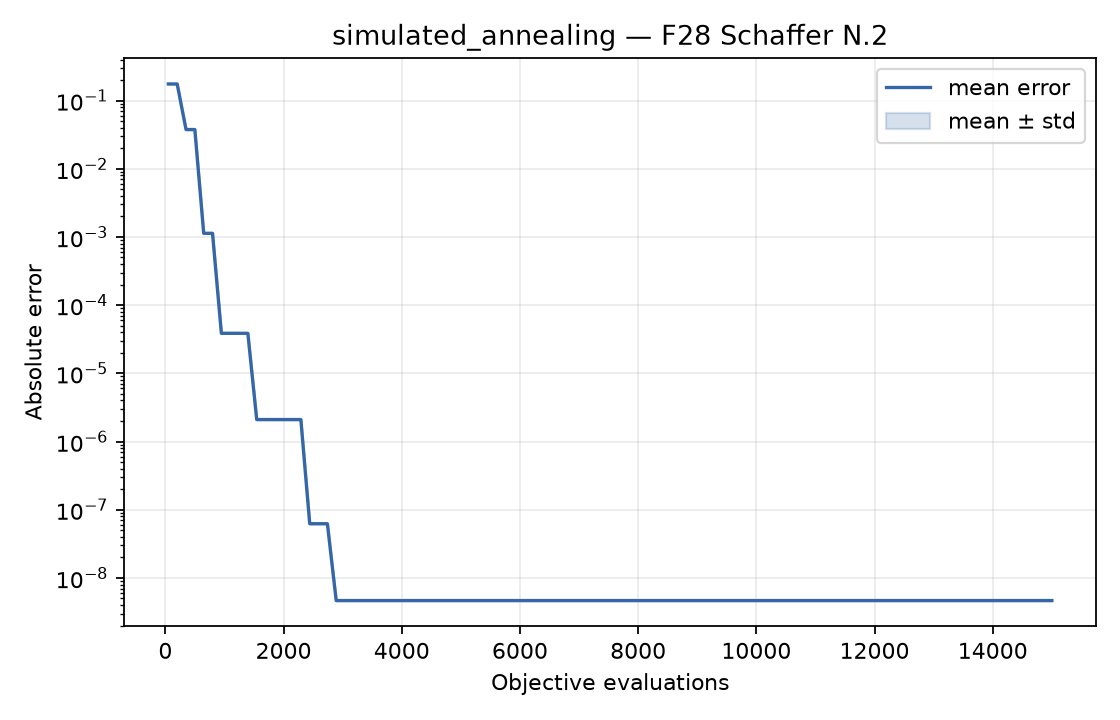 simulated_annealing — F28 Schaffer N.2
mean error
mean ± std
10⁻¹
10⁻²
10⁻³
10⁻⁴
10⁻⁵
10⁻⁶
10⁻⁷
10⁻⁸
Absolute error
0 2000 4000 6000 8000 10000 12000 14000
Objective evaluations